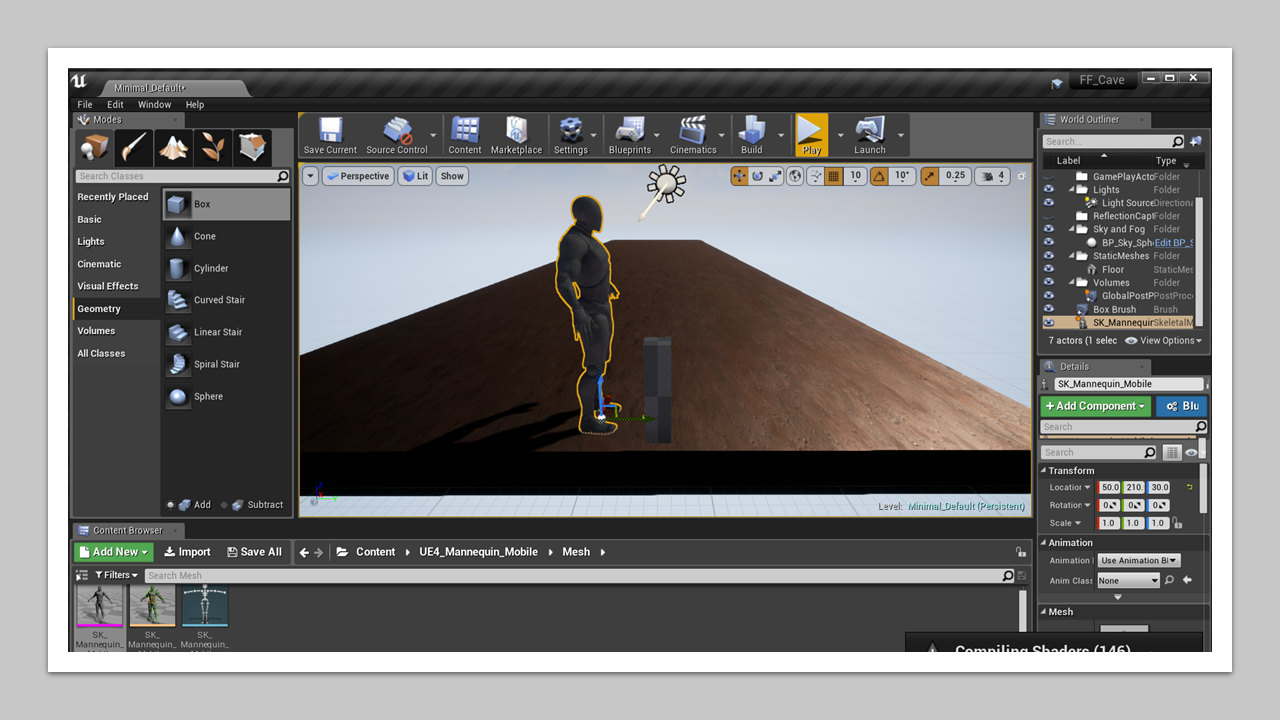 Minimal_Default*
FF_Cave
File Edit Window Help
Modes
Search Classes
Recently Placed
Basic
Lights
Cinematic
Visual Effects
Geometry
Volumes
All Classes
Box
Cone
Cylinder
Curved Stair
Linear Stair
Spiral Stair
Sphere
Add Subtract
Save Current Source Control Content Marketplace Settings Blueprints Cinematics Build Play Launch
Perspective Lit Show
10 10° 0.25 4
Level: Minimal_Default (Persistent)
World Outliner
Search...
Label Type
GamePlayActo Folder
Lights Folder
Light Source Directiona
ReflectionCapt Folder
Sky and Fog Folder
BP_Sky_Sph Edit BP_S
StaticMeshes Folder
Floor StaticMes
Volumes Folder
GlobalPostP PostProc
Box Brush Brush
SK_Mannequin SkeletalM
7 actors (1 selec View Options
Details
SK_Mannequin_Mobile
+ Add Component Blu
Search
Search
Transform
Location 50.0 210. 30.0
Rotation 0 0 0
Scale 1.0 1.0 1.0
Animation
Animation Use Animation Bl
Anim Class None
Mesh
Content Browser
Add New Import Save All Content UE4_Mannequin_Mobile Mesh
Filters Search Mesh
SK_ SK_ SK_
Mannequin_ Mannequin_ Mannequin_
Compiling Shaders (146)